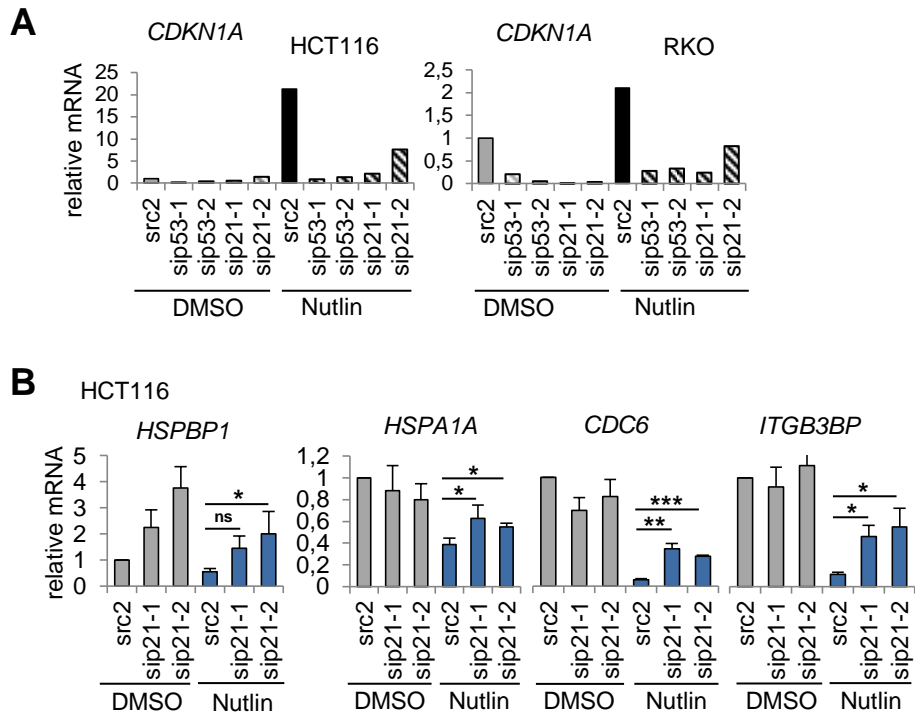 A
CDKN1A
HCT116
CDKN1A
RKO
relative mRNA
25
20
15
10
5
0
2,5
2
1,5
1
0,5
0
src2
sip53-1
sip53-2
sip21-1
sip21-2
src2
sip53-1
sip53-2
sip21-1
sip21-2
src2
sip53-1
sip53-2
sip21-1
sip21-2
src2
sip53-1
sip53-2
sip21-1
sip21-2
DMSO
Nutlin
DMSO
Nutlin
B
HCT116
HSPBP1
HSPA1A
CDC6
ITGB3BP
relative mRNA
5
4
3
2
1
0
ns
*
1,2
1
0,8
0,6
0,4
0,2
0
*
*
**
***
*
*
src2
sip21-1
sip21-2
src2
sip21-1
sip21-2
src2
sip21-1
sip21-2
src2
sip21-1
sip21-2
src2
sip21-1
sip21-2
src2
sip21-1
sip21-2
src2
sip21-1
sip21-2
src2
sip21-1
sip21-2
DMSO
Nutlin
DMSO
Nutlin
DMSO
Nutlin
DMSO
Nutlin